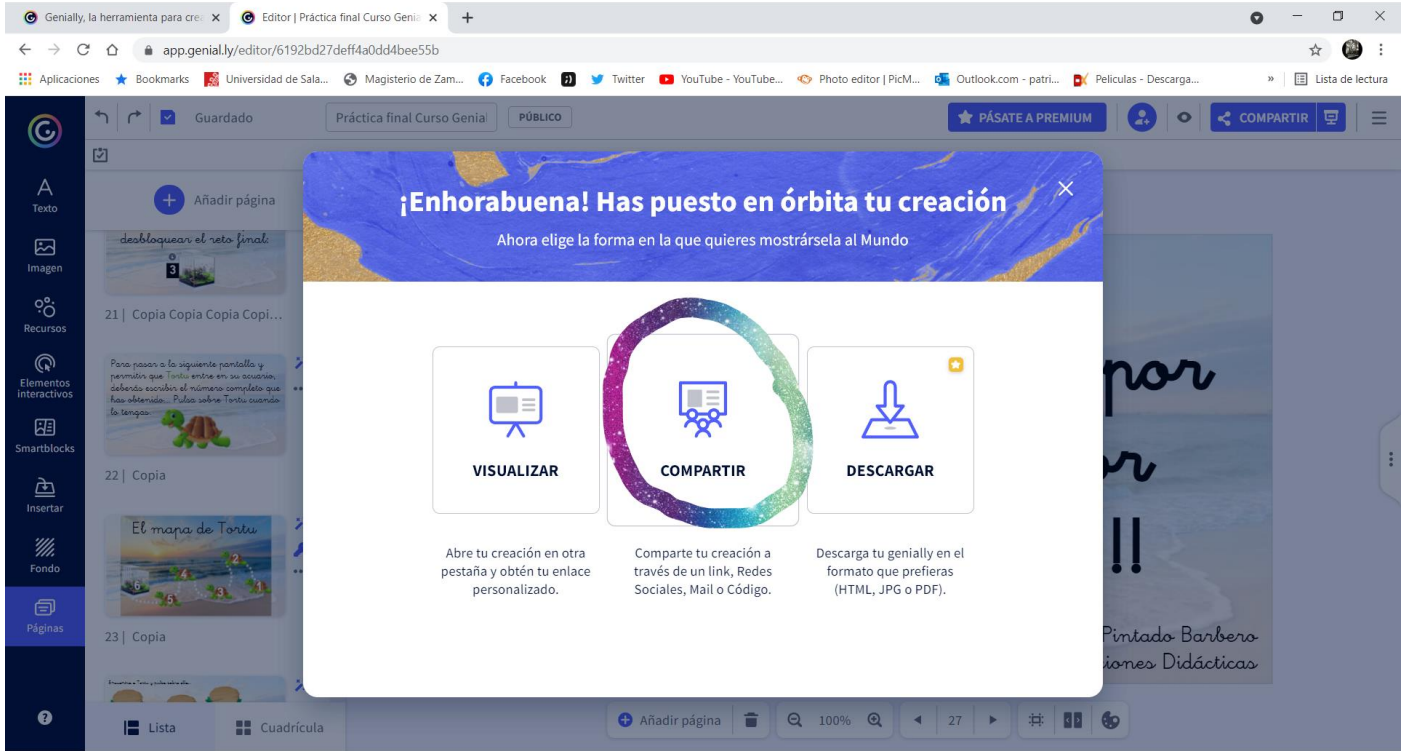 Genially, la herramienta para cre
Editor | Práctica final Curso Genia
app.genial.ly/editor/6192bd27deff4a0dd4bee55b
Aplicaciones
Bookmarks
Universidad de Sala...
Magisterio de Zam...
Facebook
Twitter
YouTube - YouTube...
Photo editor | PicM...
Outlook.com - patri...
Peliculas - Descarga...
»
Lista de lectura
Guardado
Práctica final Curso Genial
PÚBLICO
PÁSATE A PREMIUM
COMPARTIR
Texto
Imagen
Recursos
Elementos
interactivos
Smartblocks
Insertar
Fondo
Páginas
Añadir página
desbloquear el reto final:
3
21 | Copia Copia Copia Copi...
Para pasar a la siguiente pantalla y
permitir que Tortu entre en su acuario,
deberás escribir el número completo que
has obtenido... Pulsa sobre Tortu cuando
lo tengas.
22 | Copia
El mapa de Tortu
6
5
4
3
2
1
23 | Copia
Lista
Cuadrícula
¡Enhorabuena! Has puesto en órbita tu creación
Ahora elige la forma en la que quieres mostrársela al Mundo
VISUALIZAR
COMPARTIR
DESCARGAR
Abre tu creación en otra
pestaña y obtén tu enlace
personalizado.
Comparte tu creación a
través de un link, Redes
Sociales, Mail o Código.
Descarga tu genially en el
formato que prefieras
(HTML, JPG o PDF).
por
!!
Pintado Barbero
iones Didácticas
Añadir página
100%
27